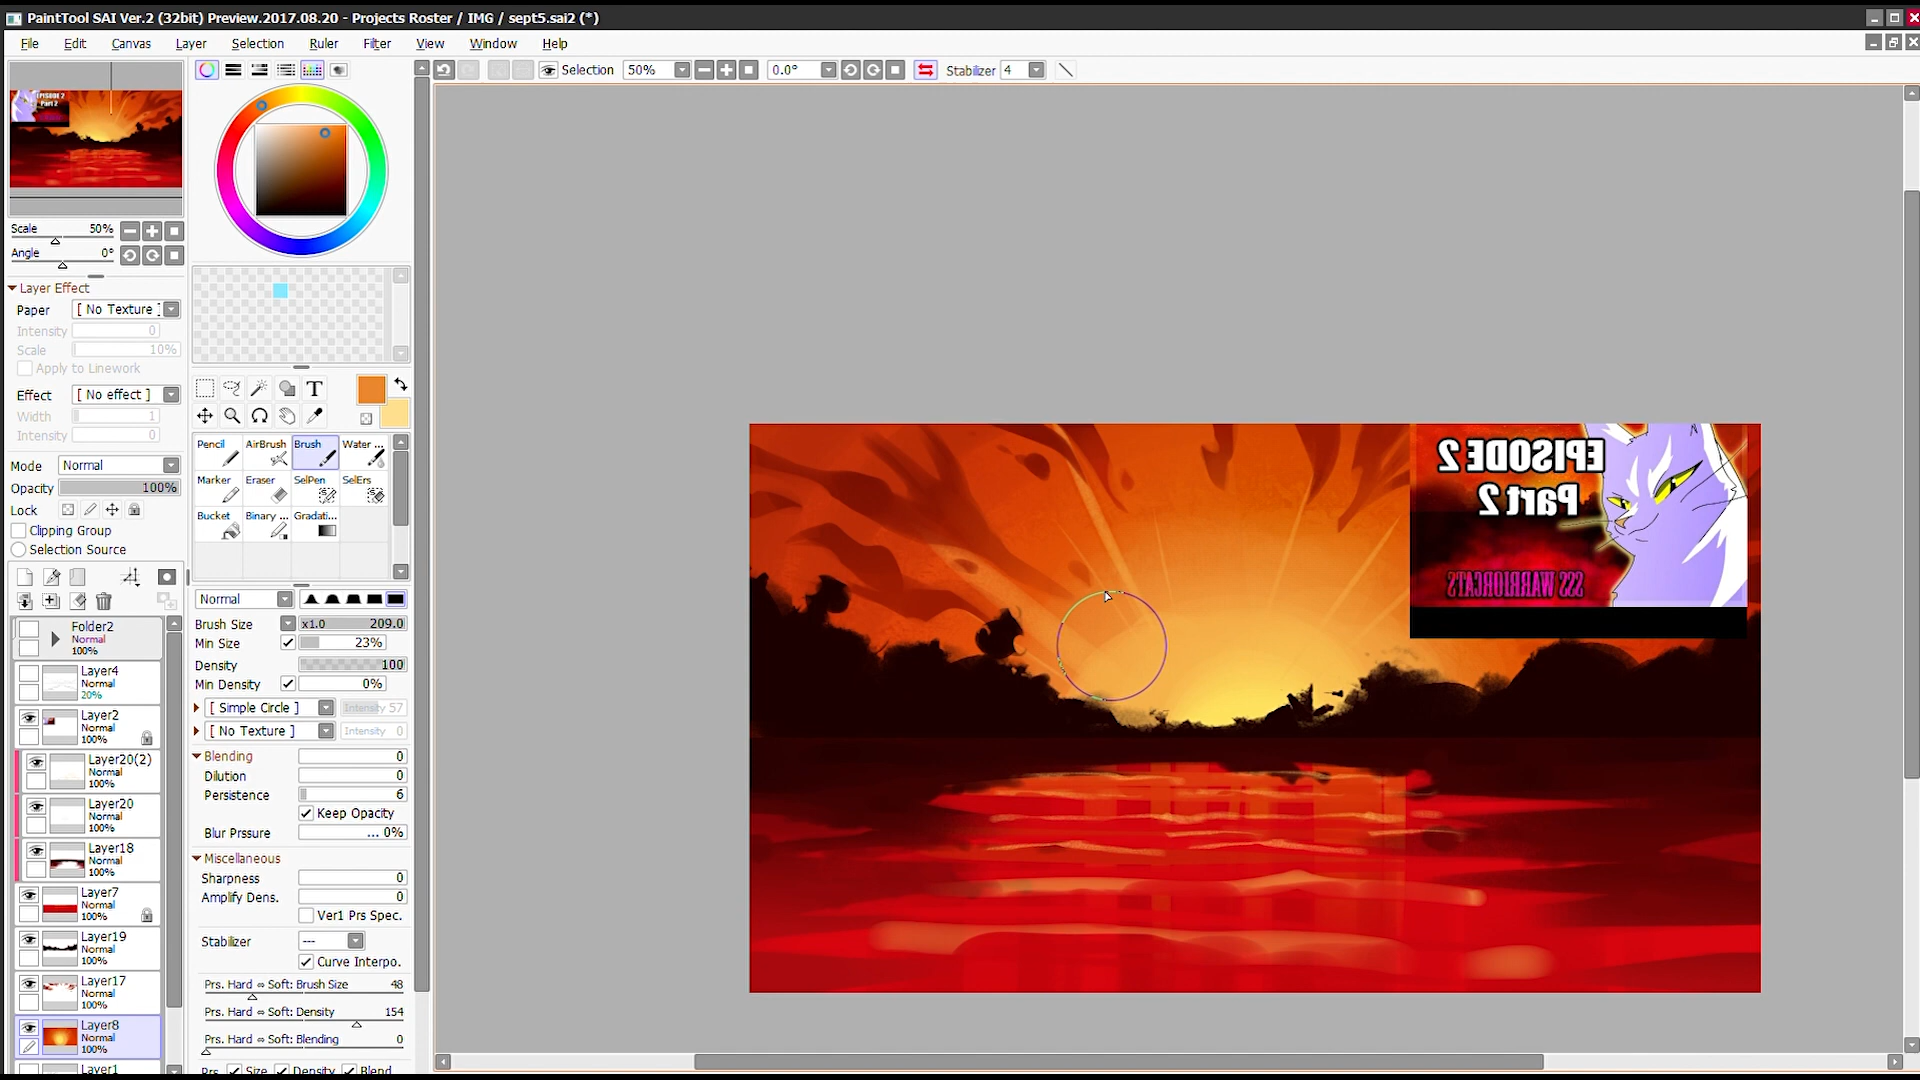 PaintTool SAI Ver.2 (32bit) Preview.2017.08.20 - Projects Roster / IMG / sept5.sai2 (*)
File Edit Canvas Layer Selection Ruler Filter View Window Help
Selection 50% 0.0° Stabilizer 4
EPISODE 2
Part 2
Scale 50%
Angle 0°
Layer Effect
Paper [ No Texture ]
Intensity 0
Scale 10%
Apply to Linework
Effect [ No effect ]
Width 1
Intensity 0
Mode Normal
Opacity 100%
Lock
Clipping Group
Selection Source
Folder2
Normal
100%
Layer4
Normal
20%
Layer2
Normal
100%
Layer20(2)
Normal
100%
Layer20
Normal
100%
Layer18
Normal
100%
Layer7
Normal
100%
Layer19
Normal
100%
Layer17
Normal
100%
Layer8
Normal
100%
Layer1
T
Pencil AirBrush Brush Water ...
Marker Eraser SelPen SelErs
Bucket Binary ... Gradati...
Normal
Brush Size x1.0 209.0
Min Size 23%
Density 100
Min Density 0%
[ Simple Circle ] Intensity 57
[ No Texture ] Intensity 0
Blending 0
Dilution 0
Persistence 6
Keep Opacity
Blur Prssure ... 0%
Miscellaneous
Sharpness 0
Amplify Dens. 0
Ver1 Prs Spec.
Stabilizer ---
Curve Interpo.
Prs. Hard ⇔ Soft: Brush Size 48
Prs. Hard ⇔ Soft: Density 154
Prs. Hard ⇔ Soft: Blending 0
Prs. Size Density Blend
EPISODE 2
Part 2
SSS WARRIORCATS